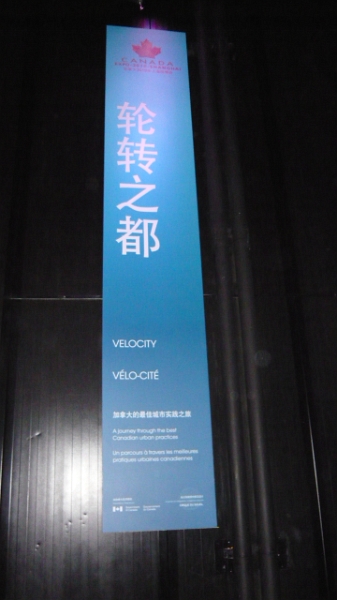 CANADA
轮转之都
VELOCITY
VÉLO-CITÉ
加拿大的最佳城市实践之旅
A journey through the best
Canadian urban practices
Un parcours à travers les meilleures
pratiques urbaines canadiennes